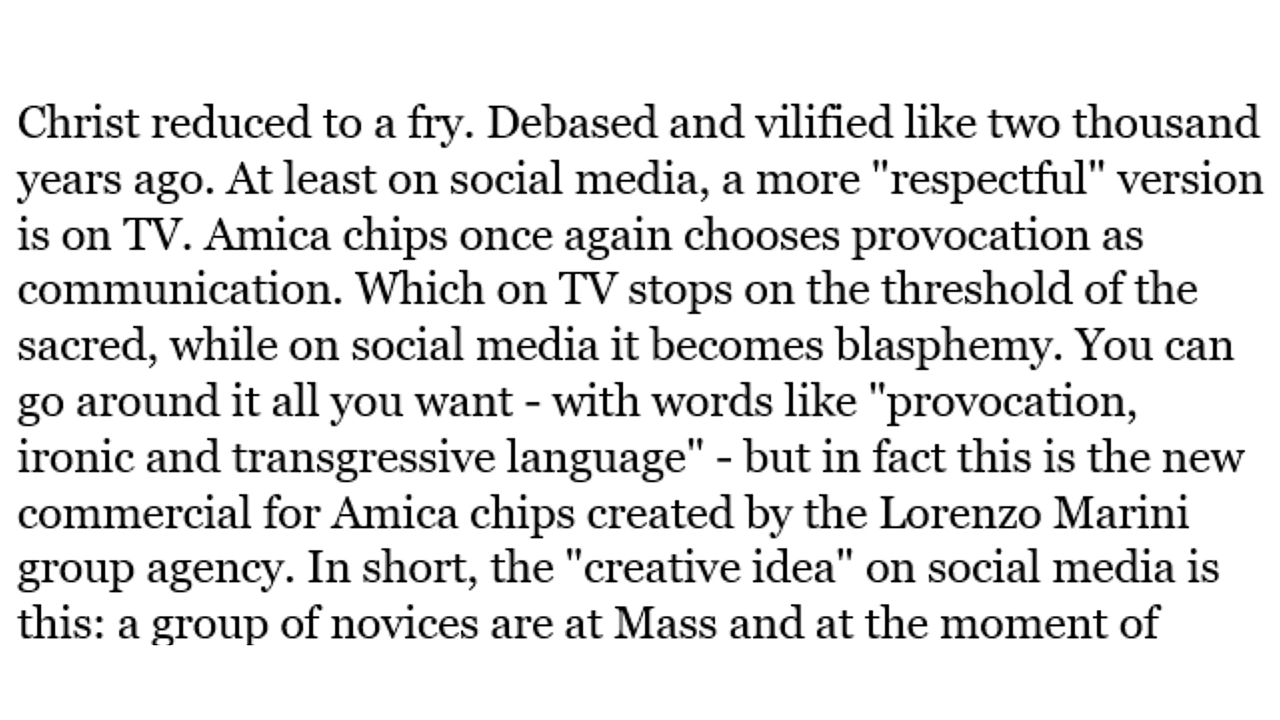 Christ reduced to a fry. Debased and vilified like two thousand
years ago. At least on social media, a more "respectful" version
is on TV. Amica chips once again chooses provocation as
communication. Which on TV stops on the threshold of the
sacred, while on social media it becomes blasphemy. You can
go around it all you want - with words like "provocation,
ironic and transgressive language" - but in fact this is the new
commercial for Amica chips created by the Lorenzo Marini
group agency. In short, the "creative idea" on social media is
this: a group of novices are at Mass and at the moment of